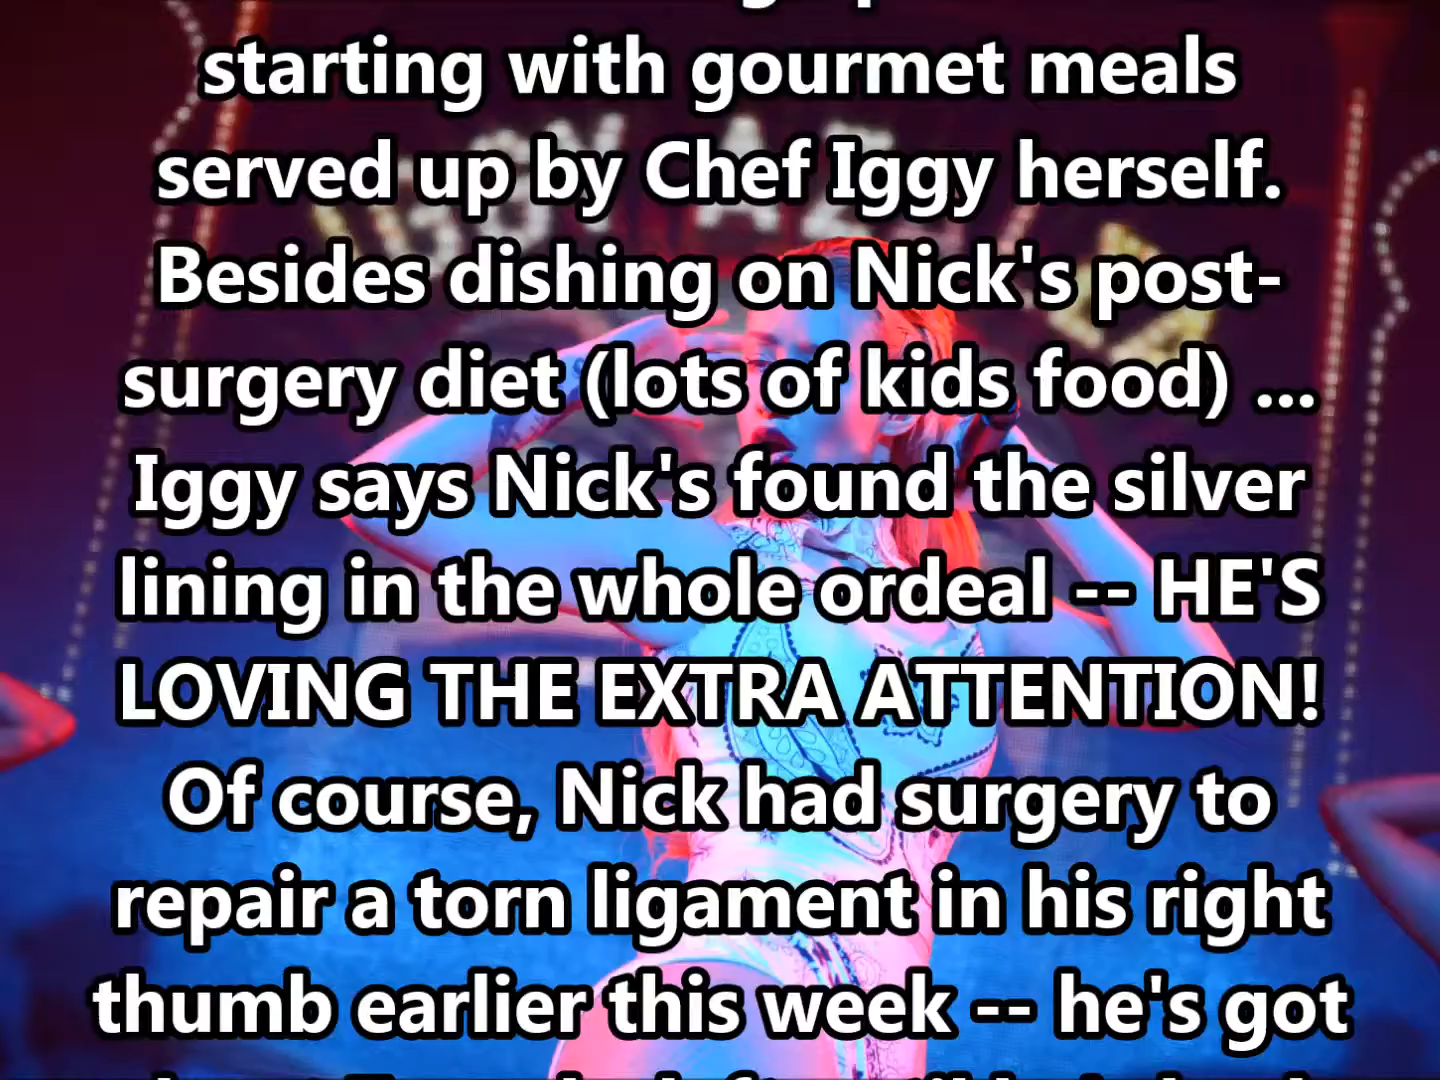 starting with gourmet meals
served up by Chef Iggy herself.
Besides dishing on Nick's post-
surgery diet (lots of kids food) ...
Iggy says Nick's found the silver
lining in the whole ordeal -- HE'S
LOVING THE EXTRA ATTENTION!
Of course, Nick had surgery to
repair a torn ligament in his right
thumb earlier this week -- he's got